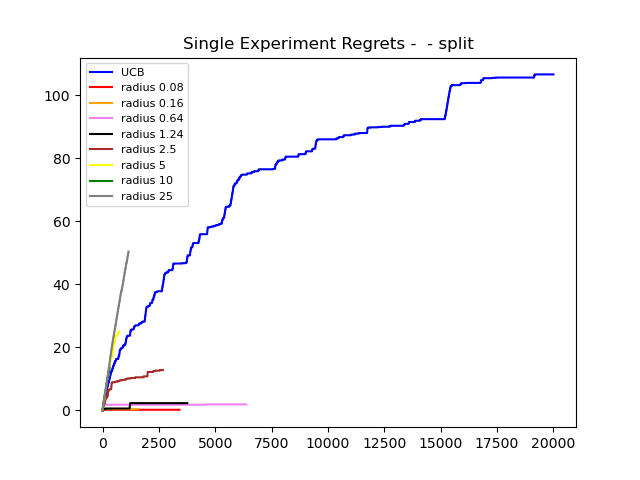 Single Experiment Regrets -  - split
UCB
radius 0.08
radius 0.16
radius 0.64
radius 1.24
radius 2.5
radius 5
radius 10
radius 25
100
80
60
40
20
0
0 2500 5000 7500 10000 12500 15000 17500 20000